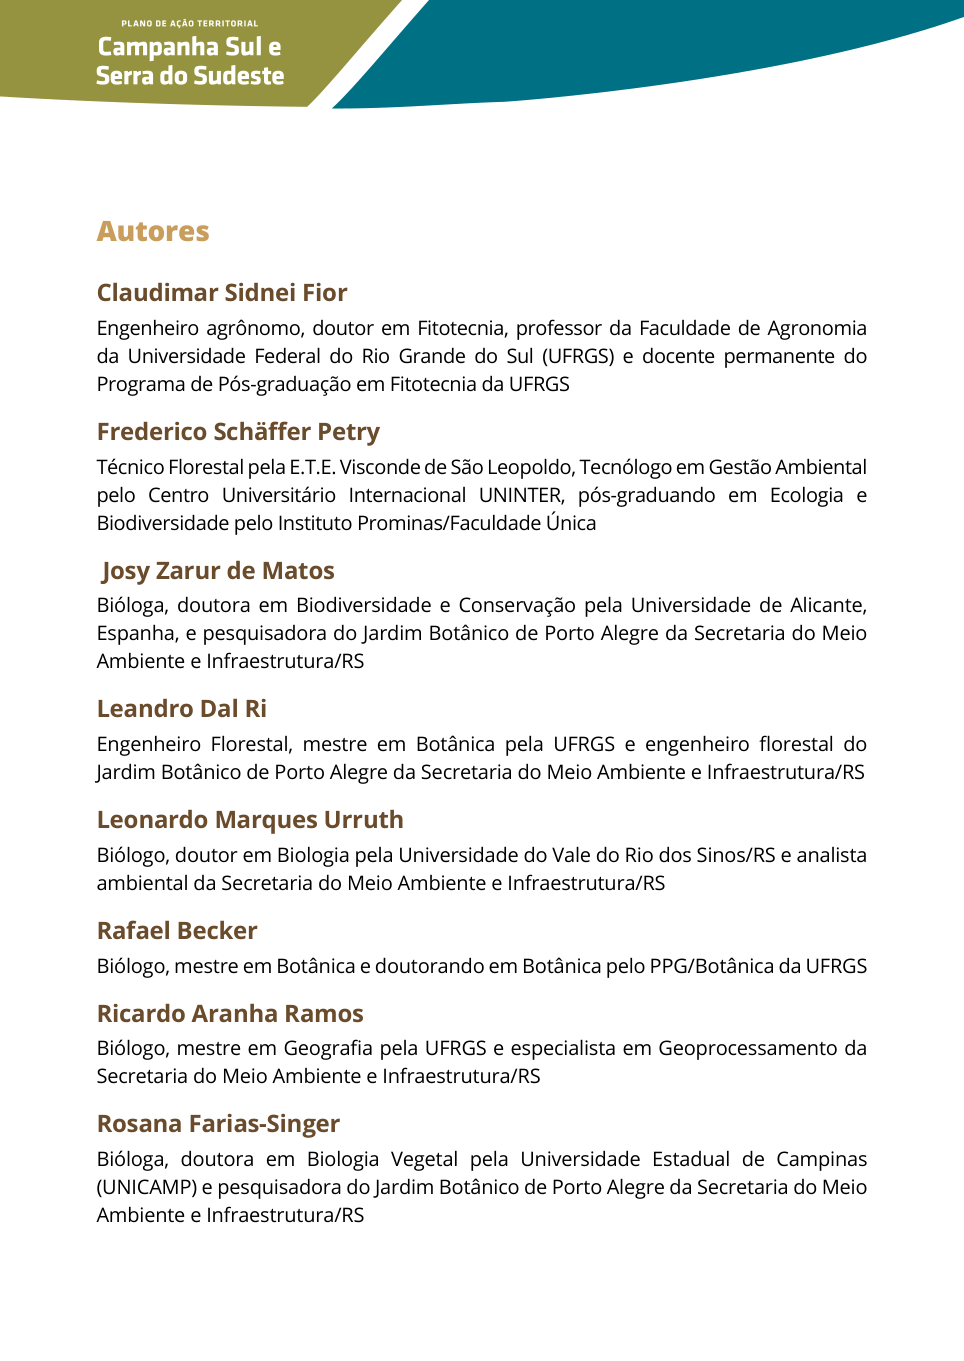 PLANO DE AÇÃO TERRITORIAL
Campanha Sul e
Serra do Sudeste
Autores
Claudimar Sidnei Fior
Engenheiro agrônomo, doutor em Fitotecnia, professor da Faculdade de Agronomia
da Universidade Federal do Rio Grande do Sul (UFRGS) e docente permanente do
Programa de Pós-graduação em Fitotecnia da UFRGS
Frederico Schäffer Petry
Técnico Florestal pela E.T.E. Visconde de São Leopoldo, Tecnólogo em Gestão Ambiental
pelo Centro Universitário Internacional UNINTER, pós-graduando em Ecologia e
Biodiversidade pelo Instituto Prominas/Faculdade Única
Josy Zarur de Matos
Bióloga, doutora em Biodiversidade e Conservação pela Universidade de Alicante,
Espanha, e pesquisadora do Jardim Botânico de Porto Alegre da Secretaria do Meio
Ambiente e Infraestrutura/RS
Leandro Dal Ri
Engenheiro Florestal, mestre em Botânica pela UFRGS e engenheiro florestal do
Jardim Botânico de Porto Alegre da Secretaria do Meio Ambiente e Infraestrutura/RS
Leonardo Marques Urruth
Biólogo, doutor em Biologia pela Universidade do Vale do Rio dos Sinos/RS e analista
ambiental da Secretaria do Meio Ambiente e Infraestrutura/RS
Rafael Becker
Biólogo, mestre em Botânica e doutorando em Botânica pelo PPG/Botânica da UFRGS
Ricardo Aranha Ramos
Biólogo, mestre em Geografia pela UFRGS e especialista em Geoprocessamento da
Secretaria do Meio Ambiente e Infraestrutura/RS
Rosana Farias-Singer
Bióloga, doutora em Biologia Vegetal pela Universidade Estadual de Campinas
(UNICAMP) e pesquisadora do Jardim Botânico de Porto Alegre da Secretaria do Meio
Ambiente e Infraestrutura/RS